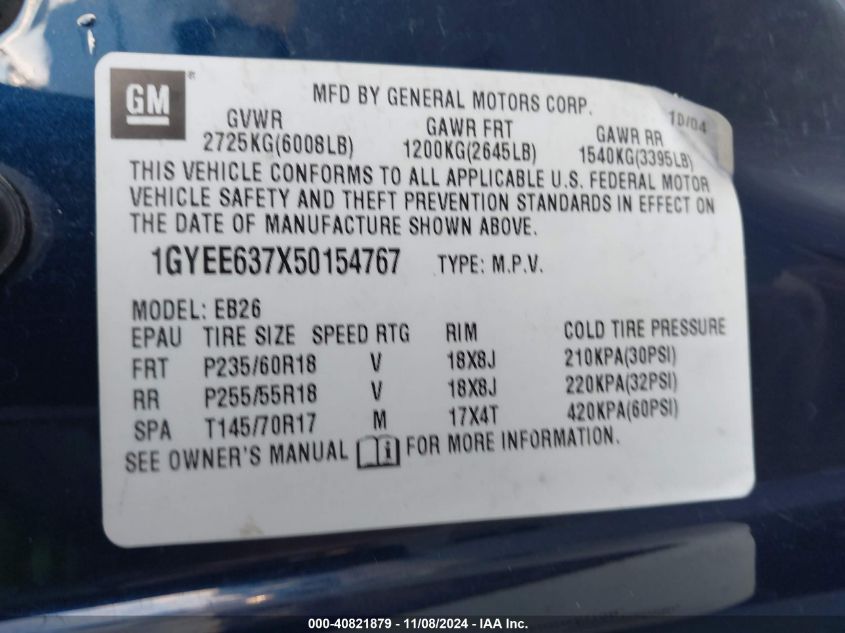 GM ®
MFD BY GENERAL MOTORS CORP. 10/04
GVWR GAWR FRT GAWR RR
2725KG(6008LB) 1200KG(2645LB) 1540KG(3395LB)
THIS VEHICLE CONFORMS TO ALL APPLICABLE U.S. FEDERAL MOTOR
VEHICLE SAFETY AND THEFT PREVENTION STANDARDS IN EFFECT ON
THE DATE OF MANUFACTURE SHOWN ABOVE.
1GYEE637X50154767 TYPE: M.P.V.
MODEL: EB26
EPAU TIRE SIZE SPEED RTG RIM COLD TIRE PRESSURE
FRT P235/60R18 V 18X8J 210KPA(30PSI)
RR P255/55R18 V 18X8J 220KPA(32PSI)
SPA T145/70R17 M 17X4T 420KPA(60PSI)
SEE OWNER'S MANUAL i FOR MORE INFORMATION.
000-40821879 - 11/08/2024 - IAA Inc.